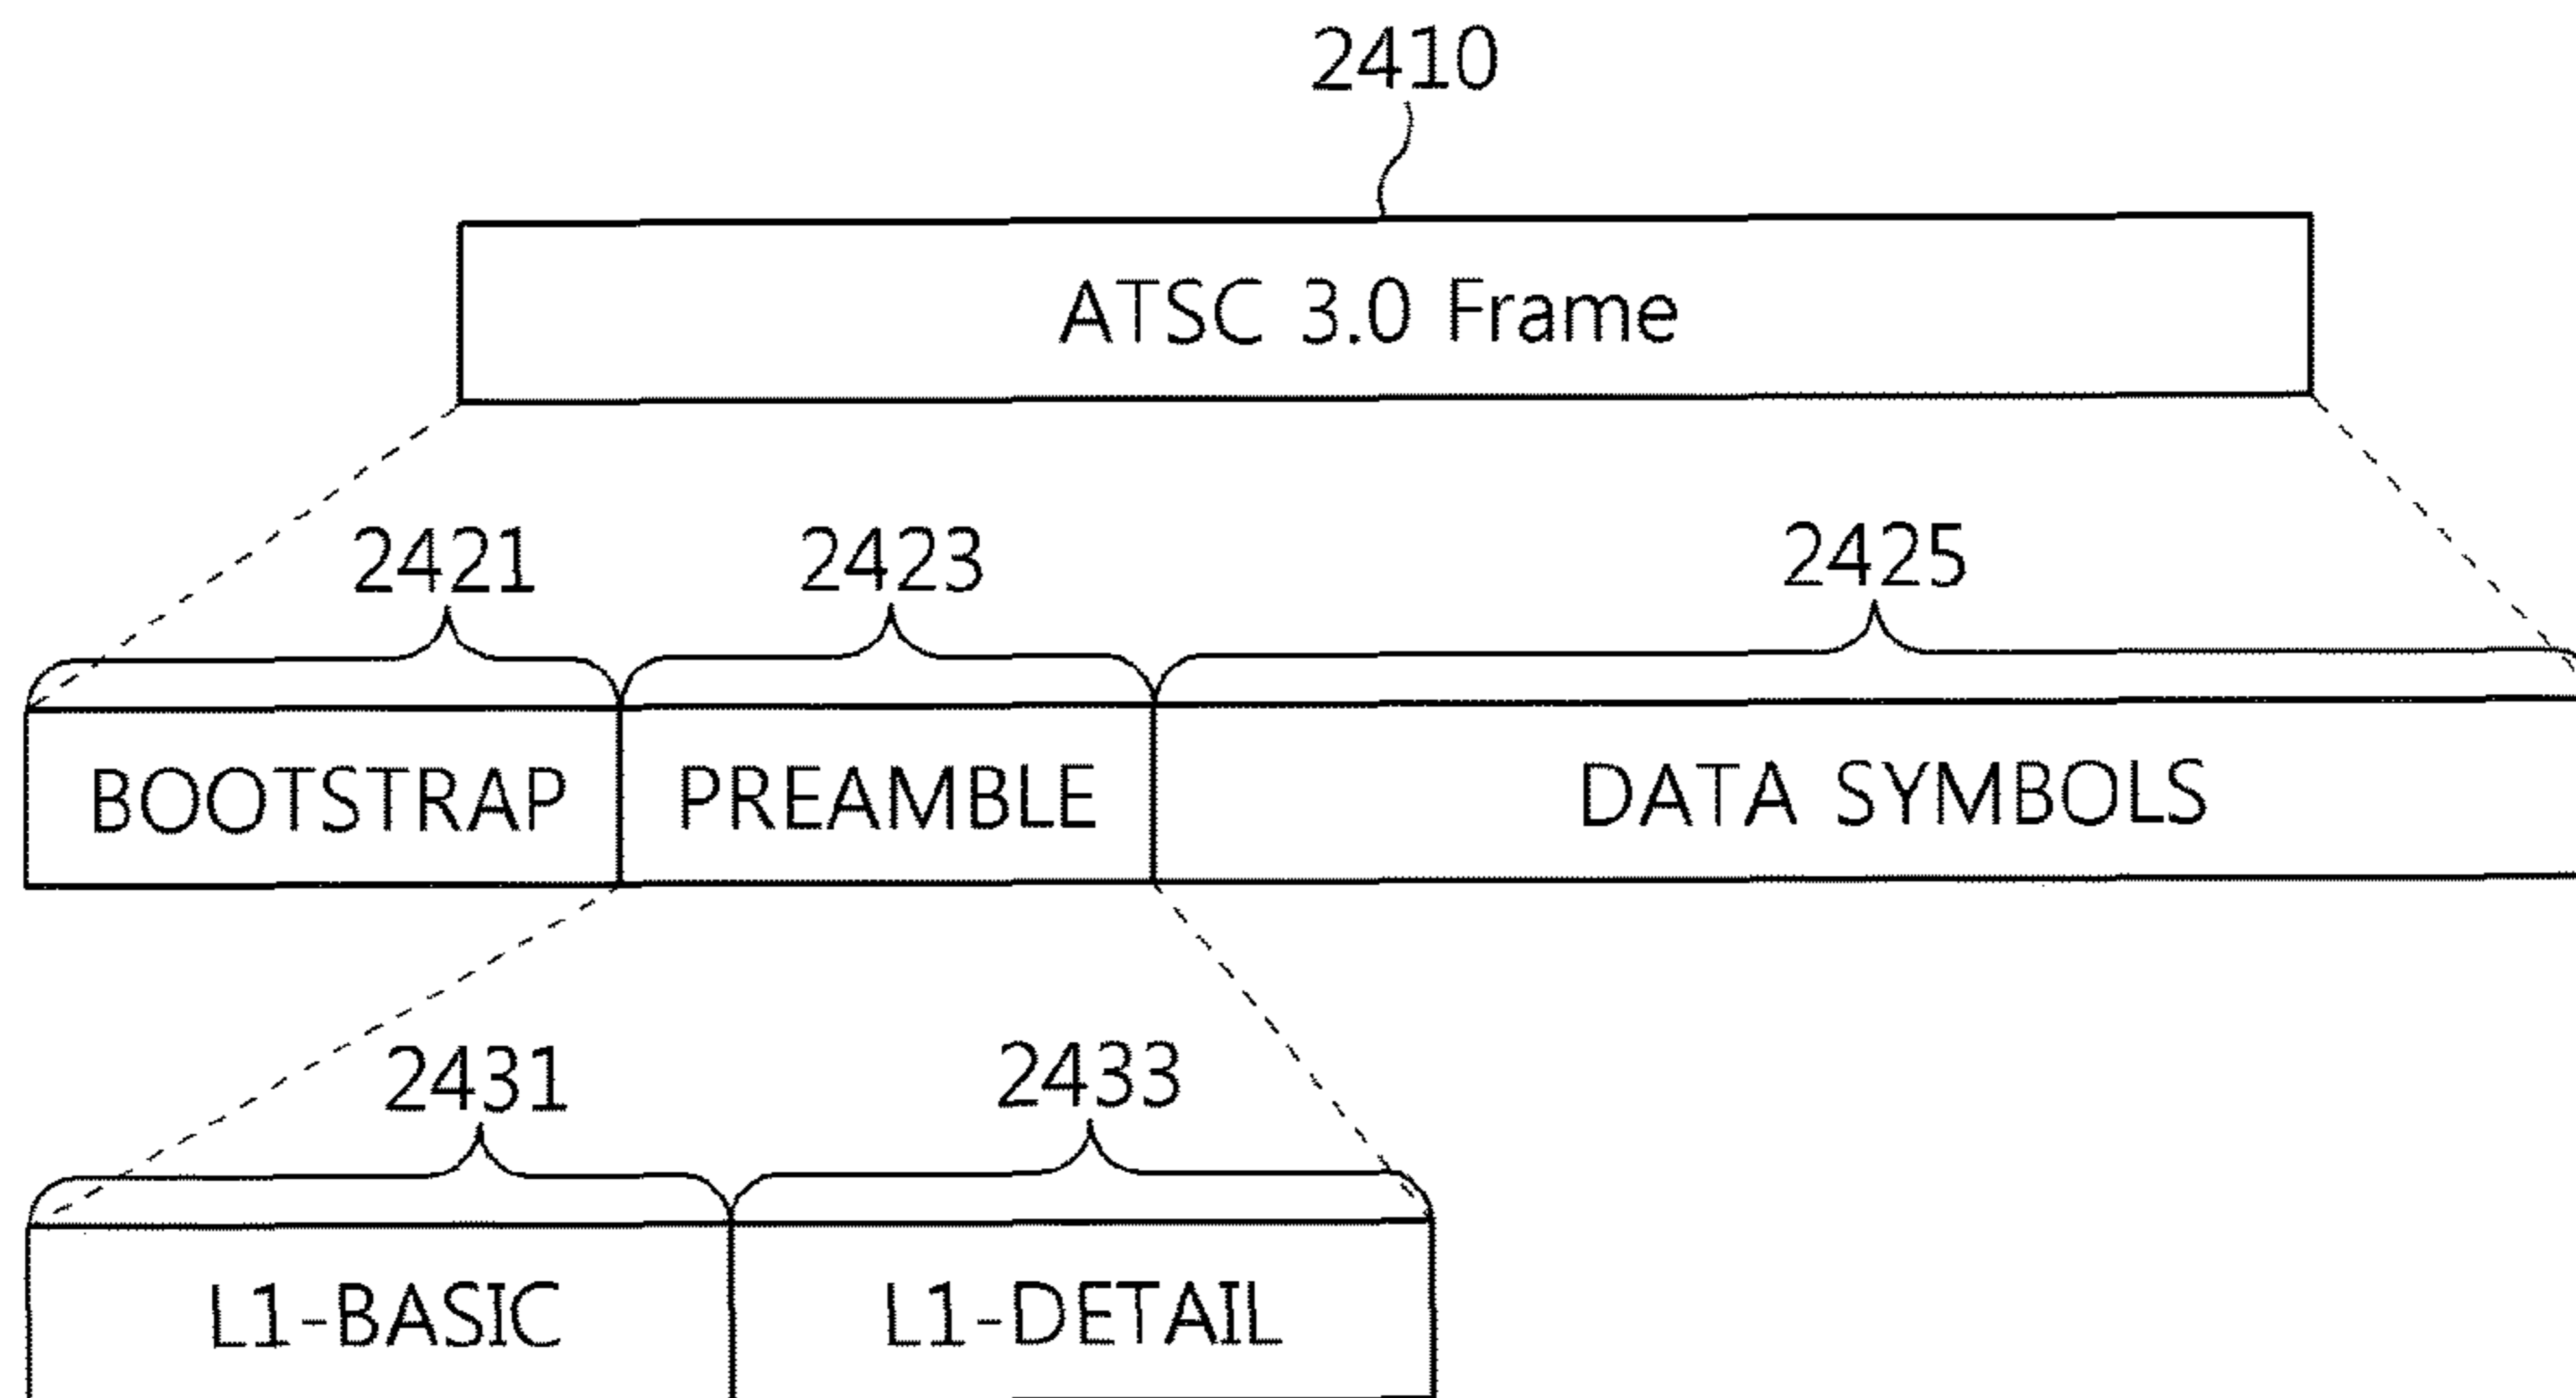 2410
ATSC 3.0 Frame
2421 2423 2425
BOOTSTRAP PREAMBLE DATA SYMBOLS
2431 2433
L1-BASIC L1-DETAIL